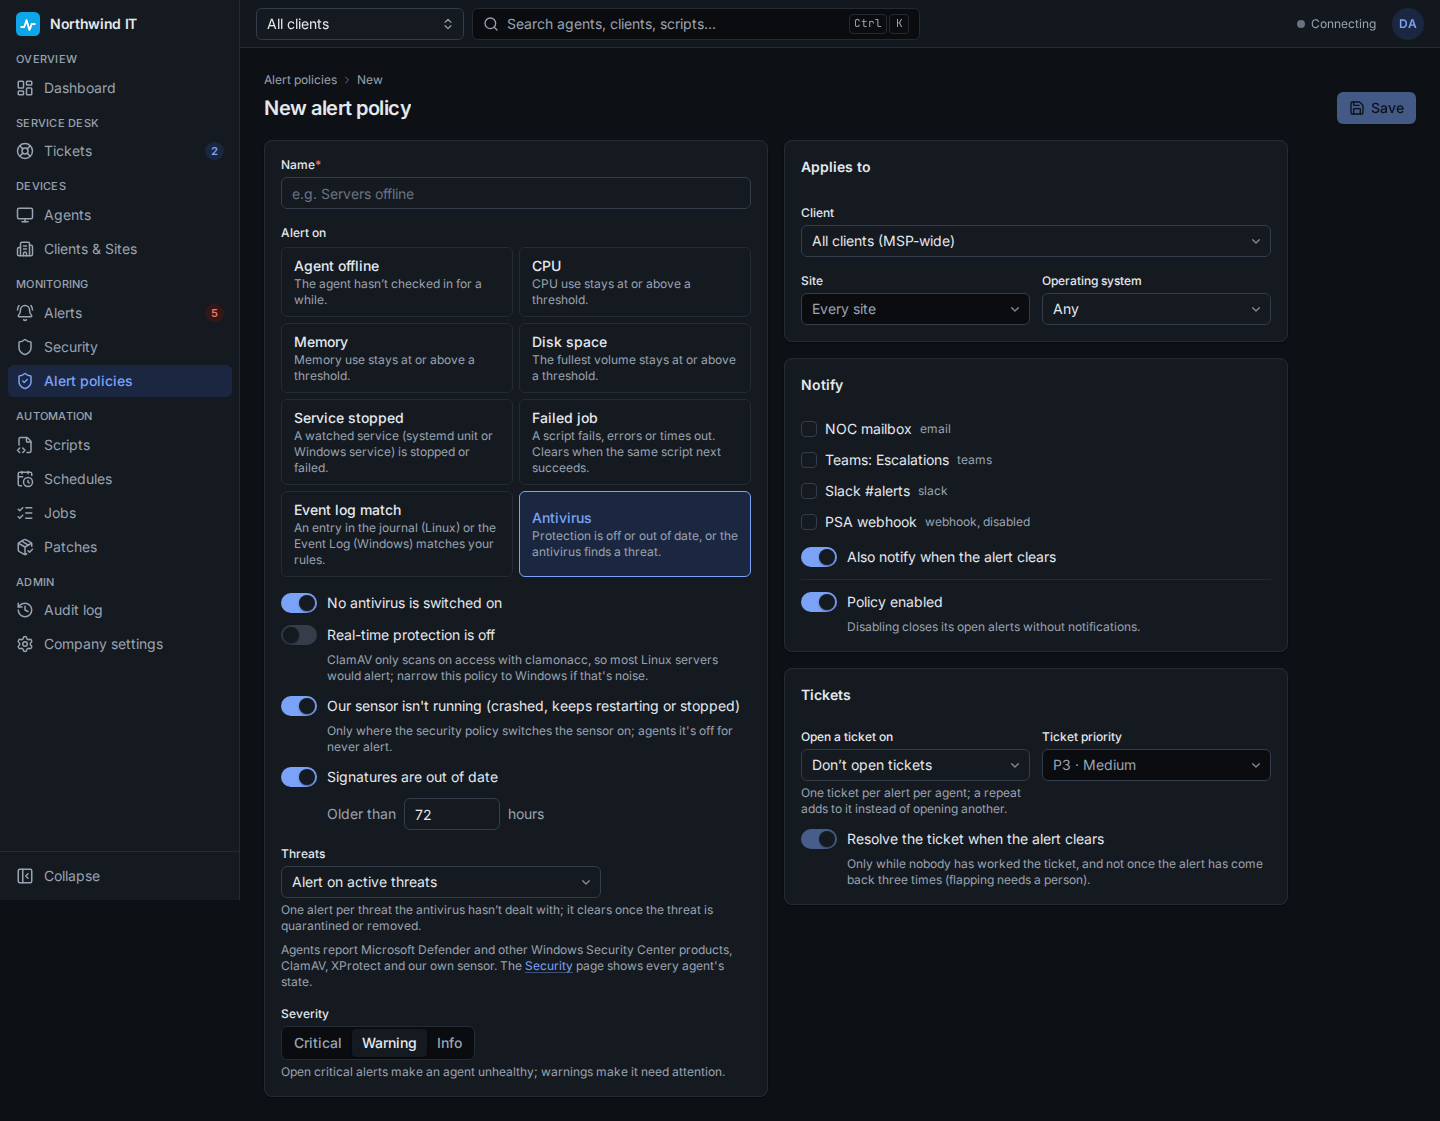 Northwind IT
All clients
Search agents, clients, scripts...
Ctrl K
Connecting
DA
OVERVIEW
Dashboard
SERVICE DESK
Tickets
2
DEVICES
Agents
Clients & Sites
MONITORING
Alerts
5
Security
Alert policies
AUTOMATION
Scripts
Schedules
Jobs
Patches
ADMIN
Audit log
Company settings
Collapse
Alert policies > New
New alert policy
Save
Name*
e.g. Servers offline
Alert on
Agent offline
The agent hasn't checked in for a
while.
CPU
CPU use stays at or above a
threshold.
Memory
Memory use stays at or above a
threshold.
Disk space
The fullest volume stays at or above
a threshold.
Service stopped
A watched service (systemd unit or
Windows service) is stopped or
failed.
Failed job
A script fails, errors or times out.
Clears when the same script next
succeeds.
Event log match
An entry in the journal (Linux) or the
Event Log (Windows) matches your
rules.
Antivirus
Protection is off or out of date, or the
antivirus finds a threat.
No antivirus is switched on
Real-time protection is off
ClamAV only scans on access with clamonacc, so most Linux servers
would alert; narrow this policy to Windows if that's noise.
Our sensor isn't running (crashed, keeps restarting or stopped)
Only where the security policy switches the sensor on; agents it's off for
never alert.
Signatures are out of date
Older than 72 hours
Threats
Alert on active threats
One alert per threat the antivirus hasn't dealt with; it clears once the threat is
quarantined or removed.
Agents report Microsoft Defender and other Windows Security Center products,
ClamAV, XProtect and our own sensor. The Security page shows every agent's
state.
Severity
Critical Warning Info
Open critical alerts make an agent unhealthy; warnings make it need attention.
Applies to
Client
All clients (MSP-wide)
Site
Every site
Operating system
Any
Notify
NOC mailbox email
Teams: Escalations teams
Slack #alerts slack
PSA webhook webhook, disabled
Also notify when the alert clears
Policy enabled
Disabling closes its open alerts without notifications.
Tickets
Open a ticket on
Don't open tickets
One ticket per alert per agent; a repeat
adds to it instead of opening another.
Ticket priority
P3 · Medium
Resolve the ticket when the alert clears
Only while nobody has worked the ticket, and not once the alert has come
back three times (flapping needs a person).